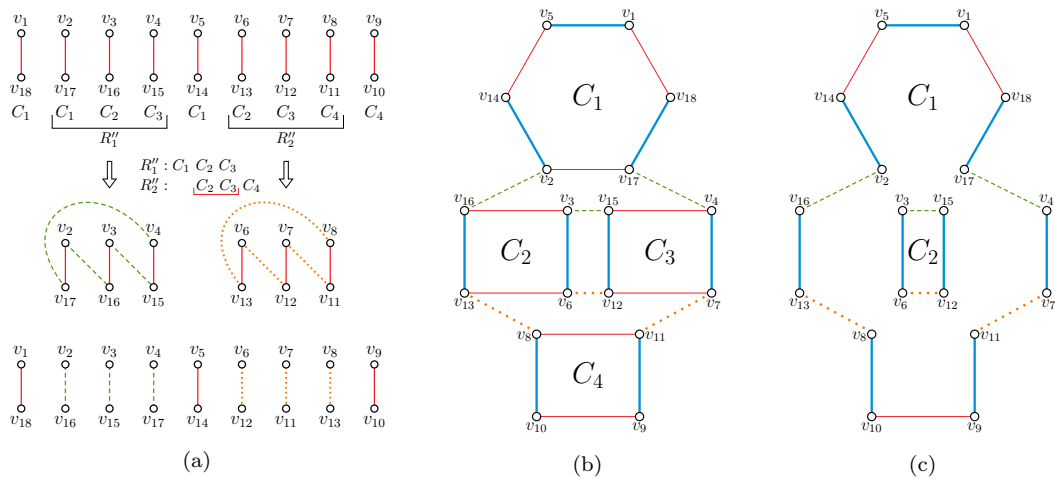 v1 v2 v3 v4 v5 v6 v7 v8 v9
v18 v17 v16 v15 v14 v13 v12 v11 v10
C1 C1 C2 C3 C1 C2 C3 C4 C4
R''1 R''2
R''1 : C1 C2 C3
R''2 : C2 C3 C4
v2 v3 v4 v6 v7 v8
v17 v16 v15 v13 v12 v11
v1 v2 v3 v4 v5 v6 v7 v8 v9
v18 v16 v15 v17 v14 v12 v11 v13 v10
(a)
v5 v1
v14 C1 v18
v2 v17
v16 v3 v15 v4
C2 C3
v13 v6 v12 v7
v8 v11
C4
v10 v9
(b)
v5 v1
v14 C1 v18
v2 v17
v16 v3 v15 v4
C2
v13 v6 v12 v7
v8 v11
v10 v9
(c)